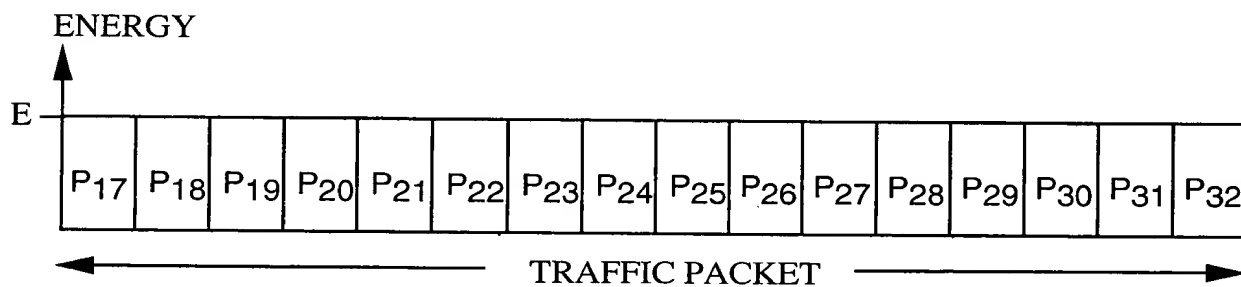 ENERGY
E
P17 P18 P19 P20 P21 P22 P23 P24 P25 P26 P27 P28 P29 P30 P31 P32
TRAFFIC PACKET